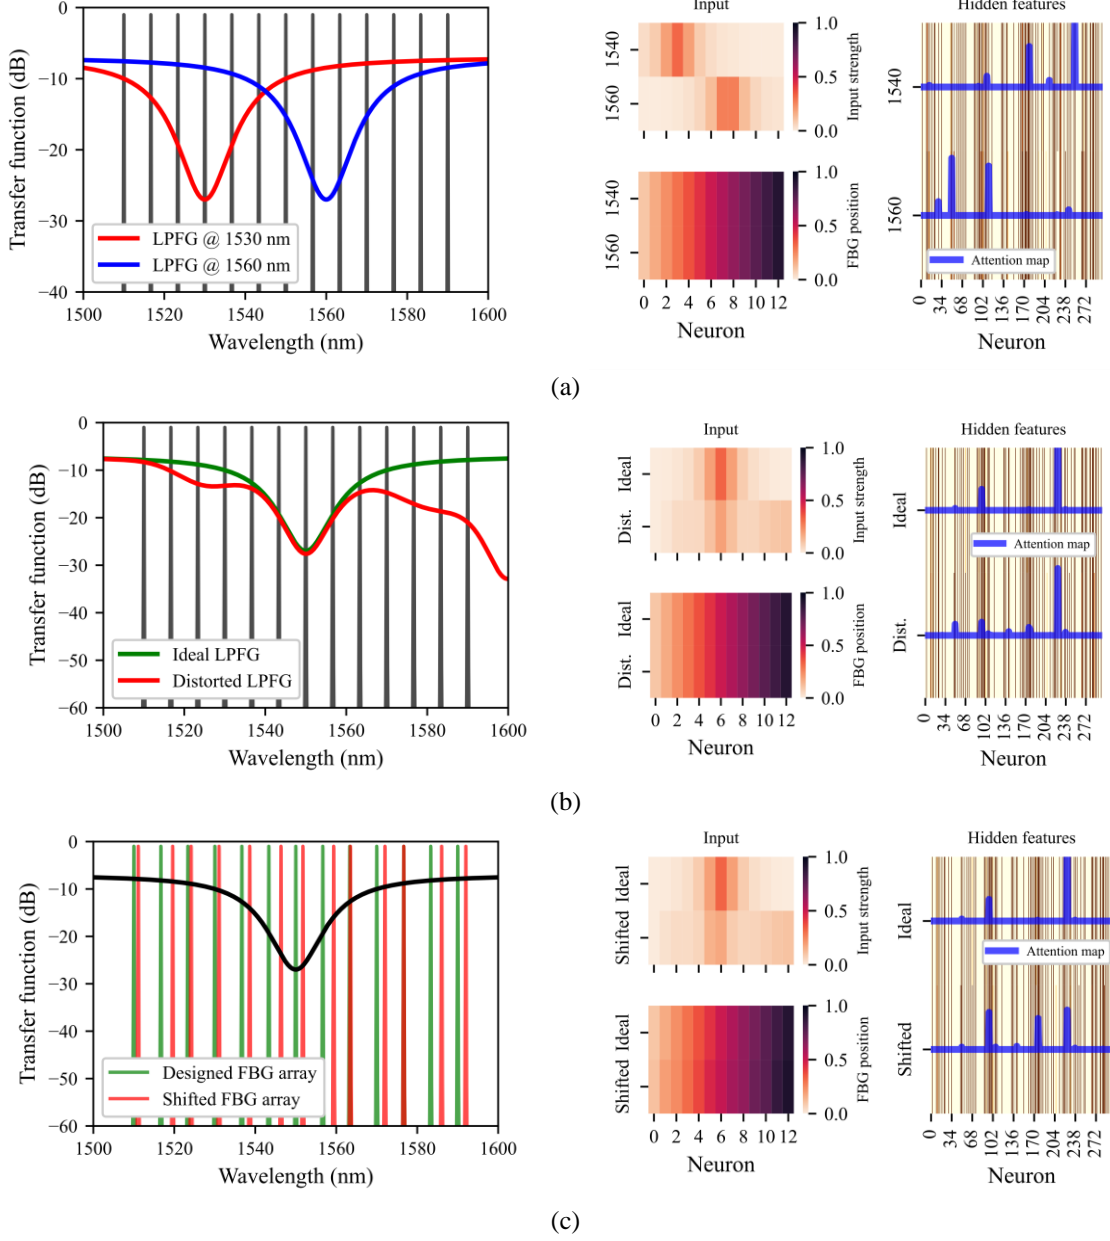 Input
Hidden features
0
−10
−20
−30
−40
Transfer function (dB)
LPFG @ 1530 nm
LPFG @ 1560 nm
1500 1520 1540 1560 1580 1600
Wavelength (nm)
1540
1560
1.0
0.5
0.0
Input strength
1540
1560
1.0
0.5
0.0
FBG position
0 2 4 6 8 10 12
Neuron
1540
1560
Attention map
0 34 68 102 136 170 204 238 272
Neuron
(a)
0
−10
−20
−30
−40
−50
−60
Transfer function (dB)
Ideal LPFG
Distorted LPFG
1500 1520 1540 1560 1580 1600
Wavelength (nm)
Input
Ideal
Dist.
1.0
0.5
0.0
Input strength
Ideal
Dist.
1.0
0.5
0.0
FBG position
0 2 4 6 8 10 12
Neuron
Hidden features
Ideal
Dist.
Attention map
0 34 68 102 136 170 204 238 272
Neuron
(b)
0
−10
−20
−30
−40
−50
−60
Transfer function (dB)
Designed FBG array
Shifted FBG array
1500 1520 1540 1560 1580 1600
Wavelength (nm)
Input
Ideal
Shifted
1.0
0.5
0.0
Input strength
Ideal
Shifted
1.0
0.5
0.0
FBG position
0 2 4 6 8 10 12
Neuron
Hidden features
Ideal
Shifted
Attention map
0 34 68 102 136 170 204 238 272
Neuron
(c)